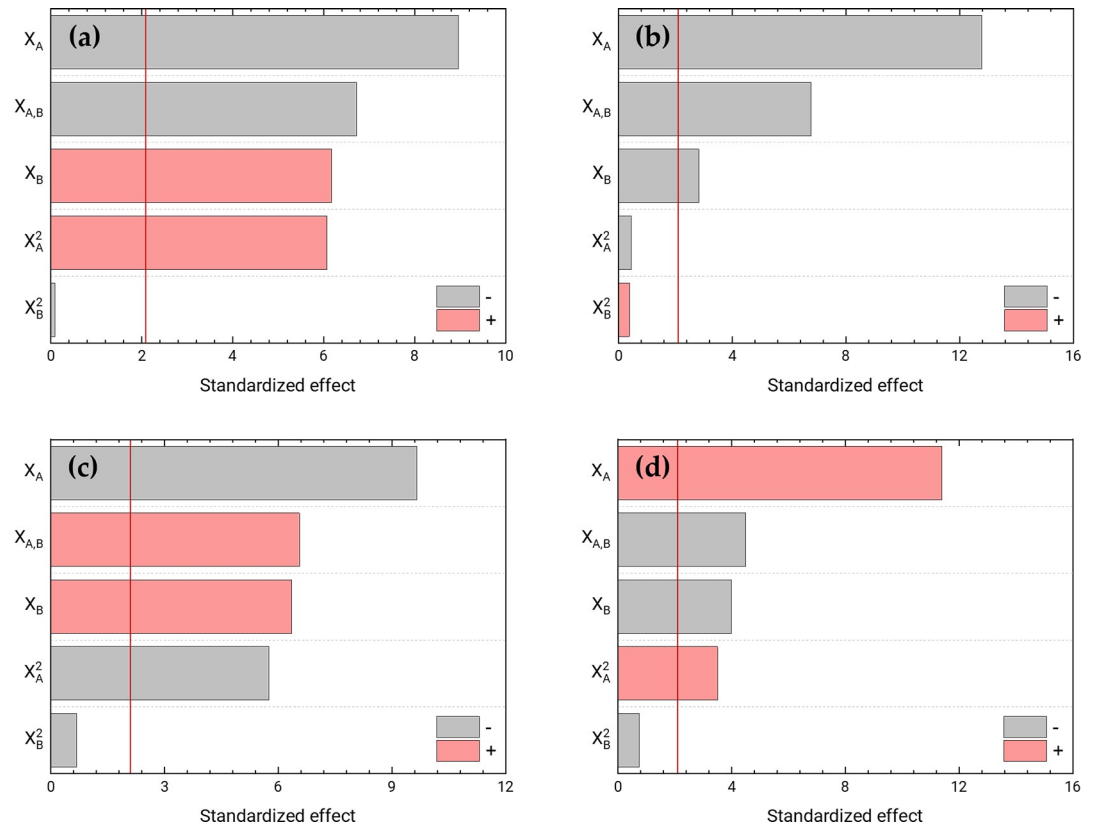 (a)
X_A
X_A,B
X_B
X_A^2
X_B^2
-
+
0 2 4 6 8 10
Standardized effect
(b)
X_A
X_A,B
X_B
X_A^2
X_B^2
-
+
0 4 8 12 16
Standardized effect
(c)
X_A
X_A,B
X_B
X_A^2
X_B^2
-
+
0 3 6 9 12
Standardized effect
(d)
X_A
X_A,B
X_B
X_A^2
X_B^2
-
+
0 4 8 12 16
Standardized effect